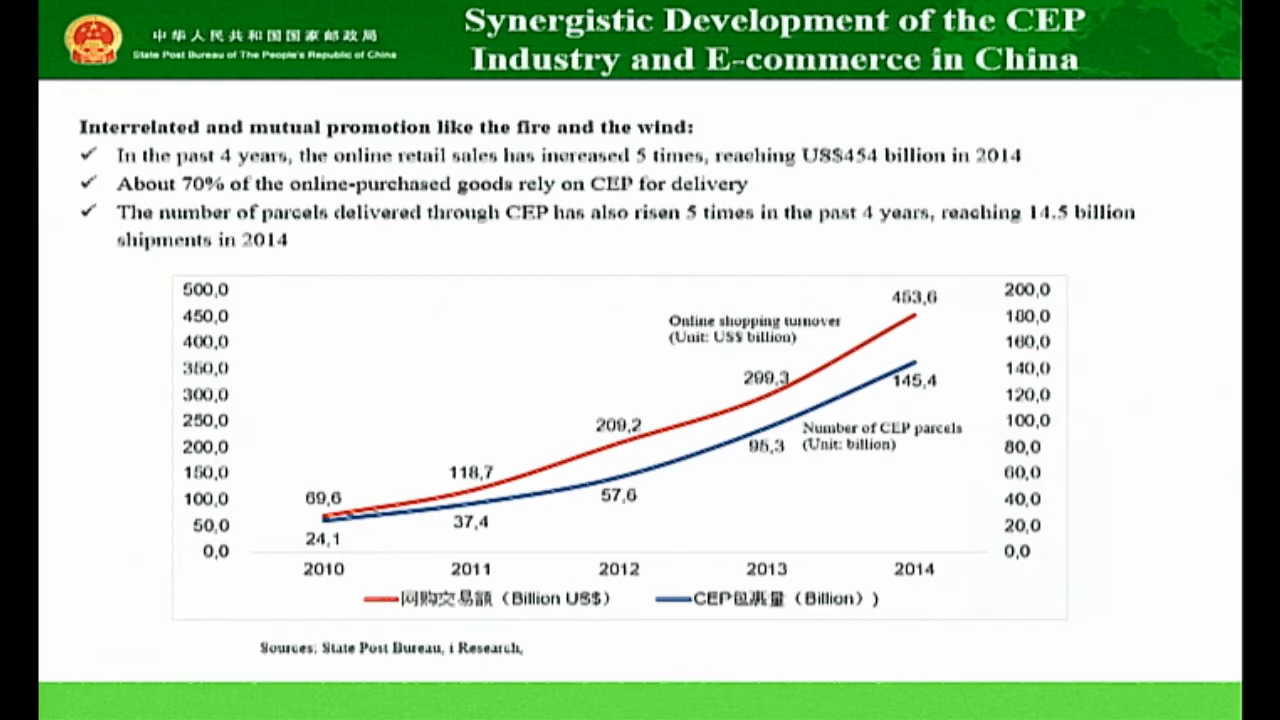 中华人民共和国国家邮政局
State Post Bureau of The People's Republic of China
Synergistic Development of the CEP
Industry and E-commerce in China
Interrelated and mutual promotion like the fire and the wind:
✓ In the past 4 years, the online retail sales has increased 5 times, reaching US$454 billion in 2014
✓ About 70% of the online-purchased goods rely on CEP for delivery
✓ The number of parcels delivered through CEP has also risen 5 times in the past 4 years, reaching 14.5 billion
shipments in 2014
500,0
450,0
400,0
350,0
300,0
250,0
200,0
150,0
100,0
50,0
0,0
Online shopping turnover
(Unit: US$ billion)
69,6
118,7
209,2
299,3
453,6
24,1
37,4
57,6
95,3
145,4
Number of CEP parcels
(Unit: billion)
200,0
180,0
160,0
140,0
120,0
100,0
80,0
60,0
40,0
20,0
0,0
2010 2011 2012 2013 2014
网购交易额（Billion US$） CEP包裹量（Billion）)
Sources: State Post Bureau, i Research,